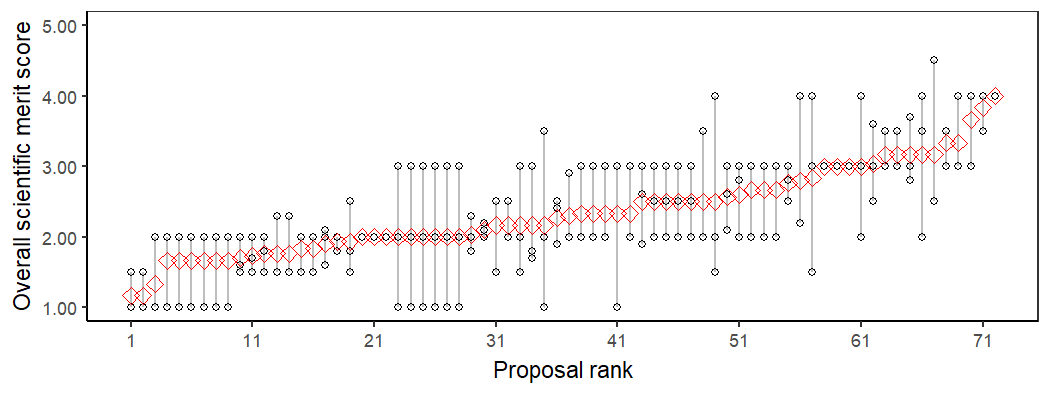 Overall scientific merit score
5.00
4.00
3.00
2.00
1.00
1 11 21 31 41 51 61 71
Proposal rank